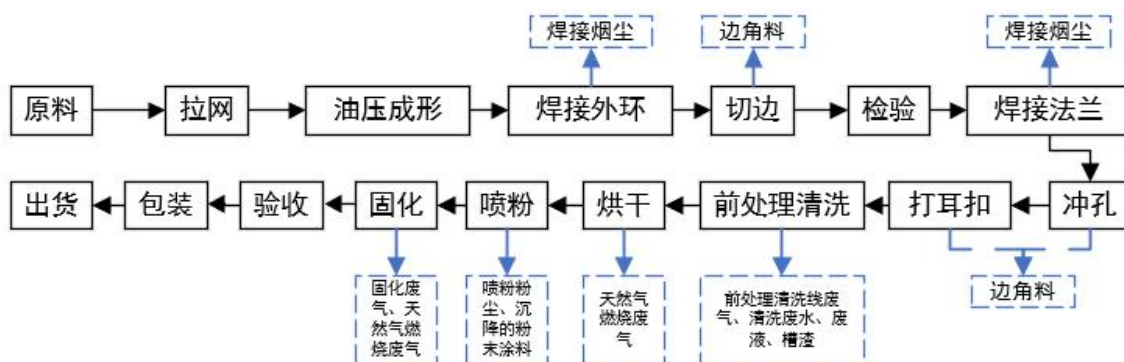 焊接烟尘
边角料
焊接烟尘
原料
拉网
油压成形
焊接外环
切边
检验
焊接法兰
出货
包装
验收
固化
喷粉
烘干
前处理清洗
打耳扣
冲孔
固化废
气、天
然气燃
烧废气
喷粉粉
尘、沉
降的粉
末涂料
天然气
燃烧废
气
前处理清洗线废
气、清洗废水、废
液、槽渣
边角料